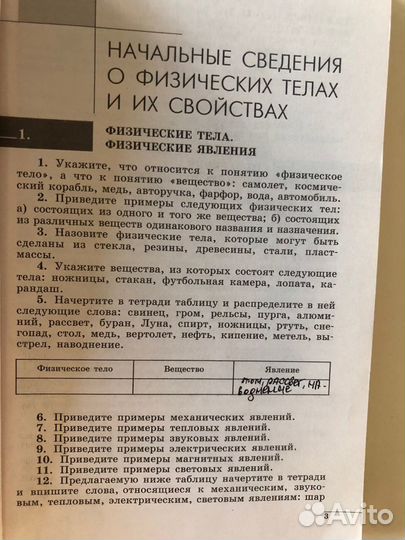 НАЧАЛЬНЫЕ СВЕДЕНИЯ
О ФИЗИЧЕСКИХ ТЕЛАХ
И ИХ СВОЙСТВАХ
1.
ФИЗИЧЕСКИЕ ТЕЛА.
ФИЗИЧЕСКИЕ ЯВЛЕНИЯ
1. Укажите, что относится к понятию «физическое
тело», а что к понятию «вещество»: самолет, космиче-
ский корабль, медь, авторучка, фарфор, вода, автомобиль.
2. Приведите примеры следующих физических тел:
а) состоящих из одного и того же вещества; б) состоящих
из различных веществ одинакового названия и назначения.
3. Назовите физические тела, которые могут быть
сделаны из стекла, резины, древесины, стали, пласт-
массы.
4. Укажите вещества, из которых состоят следующие
тела: ножницы, стакан, футбольная камера, лопата, ка-
рандаш.
5. Начертите в тетради таблицу и распределите в ней
следующие слова: свинец, гром, рельсы, пурга, алюми-
ний, рассвет, буран, Луна, спирт, ножницы, ртуть, сне-
гопад, стол, медь, вертолет, нефть, кипение, метель, вы-
стрел, наводнение.
Физическое тело Вещество Явление
рассвет, на-
воднение
6. Приведите примеры механических явлений.
7. Приведите примеры тепловых явлений.
8. Приведите примеры звуковых явлений.
9. Приведите примеры электрических явлений.
10. Приведите примеры магнитных явлений.
11. Приведите примеры световых явлений.
12. Предлагаемую ниже таблицу начертите в тетради
и впишите слова, относящиеся к механическим, звуко-
вым, тепловым, электрическим, световым явлениям: шар
3
Avito